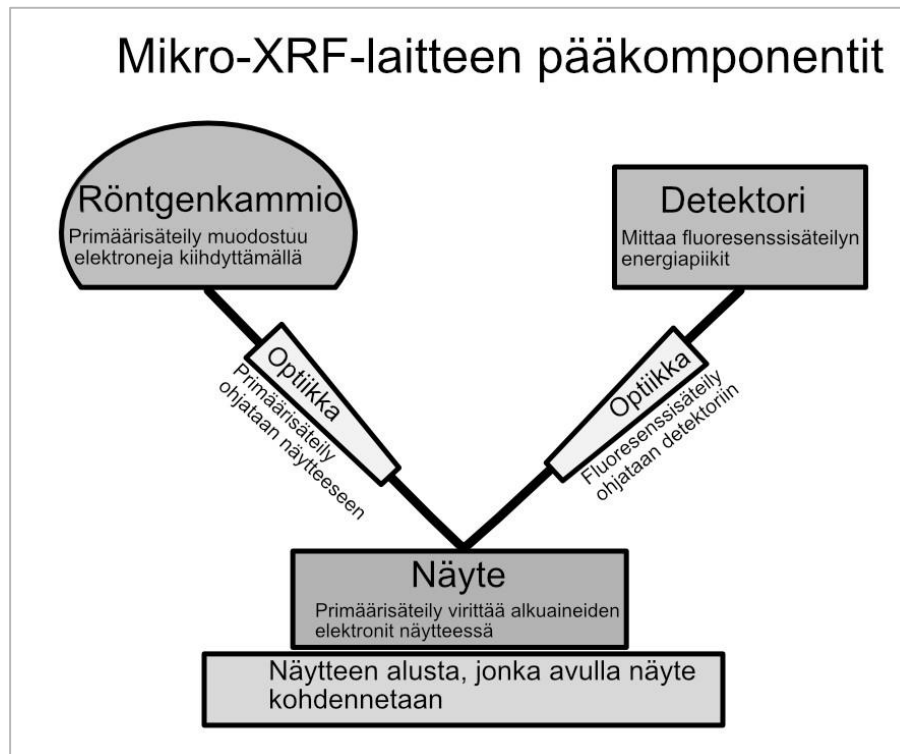 Mikro-XRF-laitteen pääkomponentit
Röntgenkammio
Primäärisäteily muodostuu
elektroneja kiihdyttämällä
Detektori
Mittaa fluoresenssisäteilyn
energiapiikit
Optiikka
Primäärisäteily
ohjataan näytteeseen
Optiikka
Fluoresenssisäteily
ohjataan detektoriin
Näyte
Primäärisäteily virittää alkuaineiden
elektronit näytteessä
Näytteen alusta, jonka avulla näyte
kohdennetaan